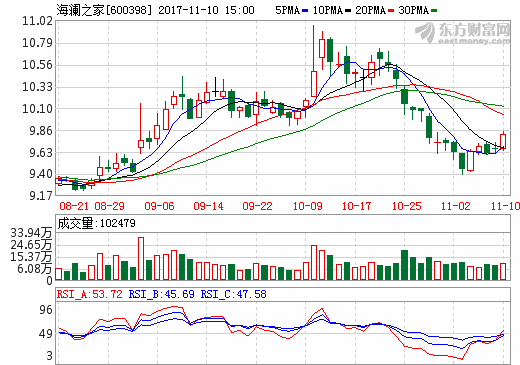 海澜之家[600398] 2017-11-10 15:00 5PMA 10PMA 20PMA 30PMA
东方财富网
eastmoney.com
11.02
10.79
10.56
10.33
10.10
9.86
9.63
9.40
9.17
08-21 08-29 09-06 09-14 09-22 10-09 10-17 10-25 11-02 11-10
成交量:102479
33.94万
24.65万
15.37万
6.08万
0
RSI_A:53.72 RSI_B:45.69 RSI_C:47.58
96
49
3